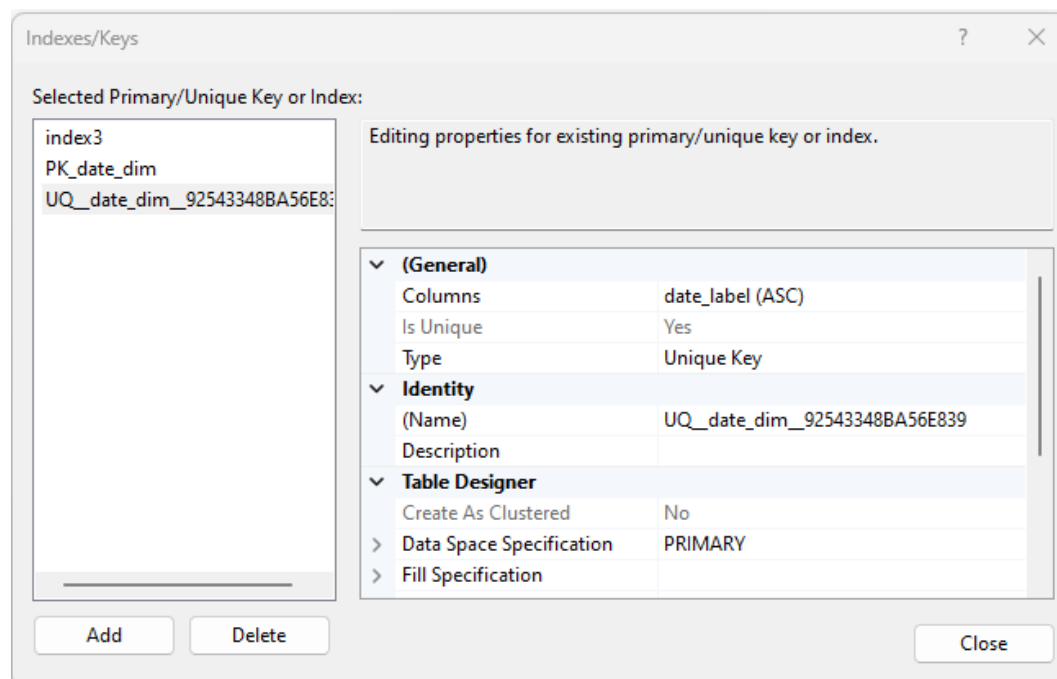 Indexes/Keys ?
Selected Primary/Unique Key or Index:
index3
PK_date_dim
UQ__date_dim__92543348BA56E83
Editing properties for existing primary/unique key or index.
(General)
Columns date_label (ASC)
Is Unique Yes
Type Unique Key
Identity
(Name) UQ__date_dim__92543348BA56E839
Description
Table Designer
Create As Clustered No
Data Space Specification PRIMARY
Fill Specification
Add Delete
Close